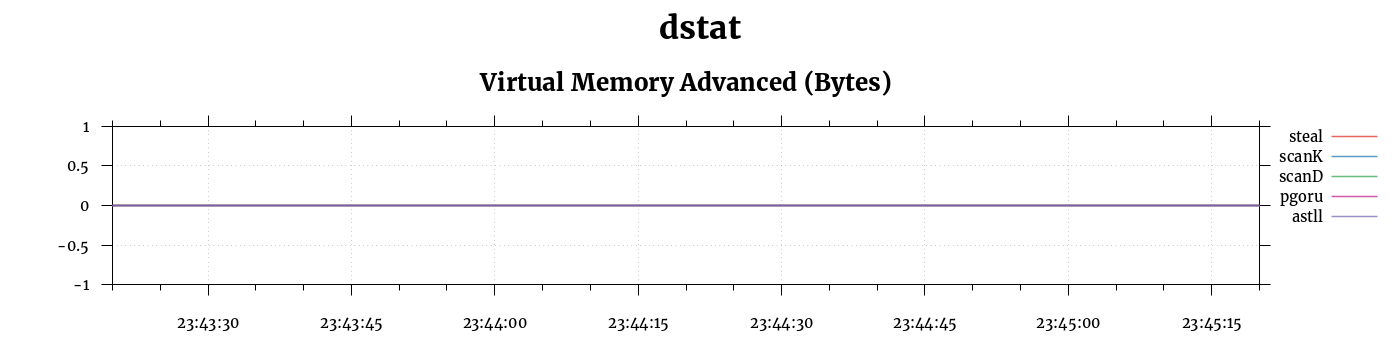 dstat
Virtual Memory Advanced (Bytes)
1
0.5
0
-0.5
-1
23:43:30 23:43:45 23:44:00 23:44:15 23:44:30 23:44:45 23:45:00 23:45:15
steal
scanK
scanD
pgoru
astll